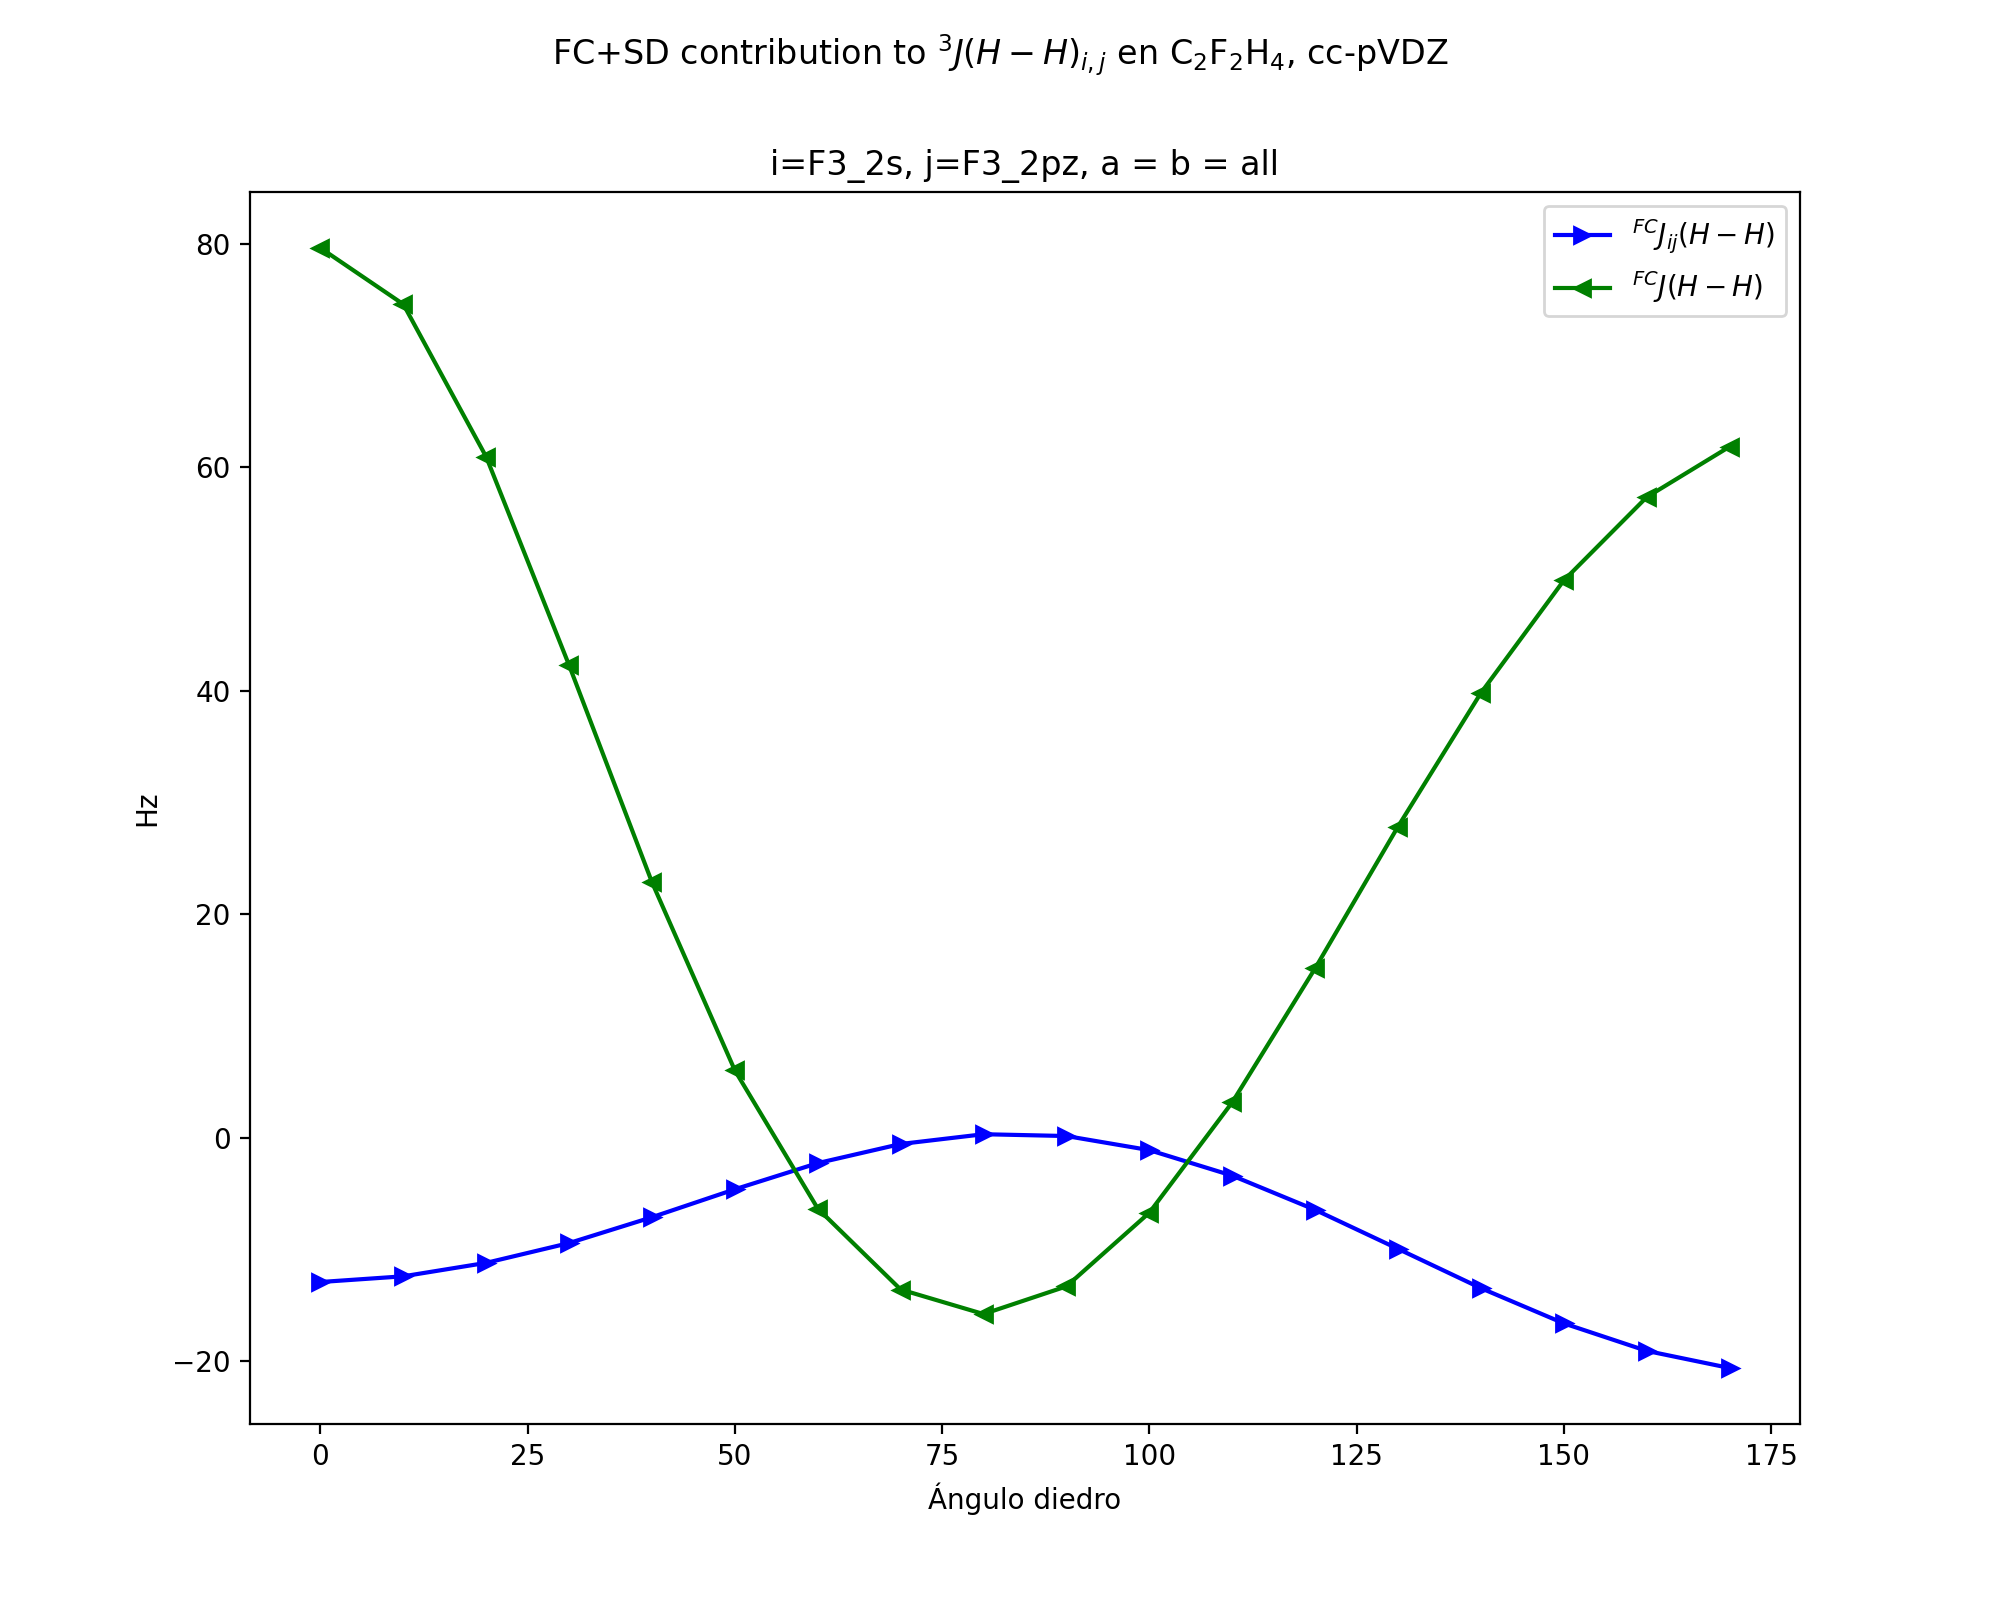 FC+SD contribution to ³J(H − H)ᵢ,ⱼ en C₂F₂H₄, cc-pVDZ
i=F3_2s, j=F3_2pz, a = b = all
ᶠᶜJᵢⱼ(H − H)
ᶠᶜJ(H − H)
80
60
40
20
0
−20
Hz
0 25 50 75 100 125 150 175
Ángulo diedro